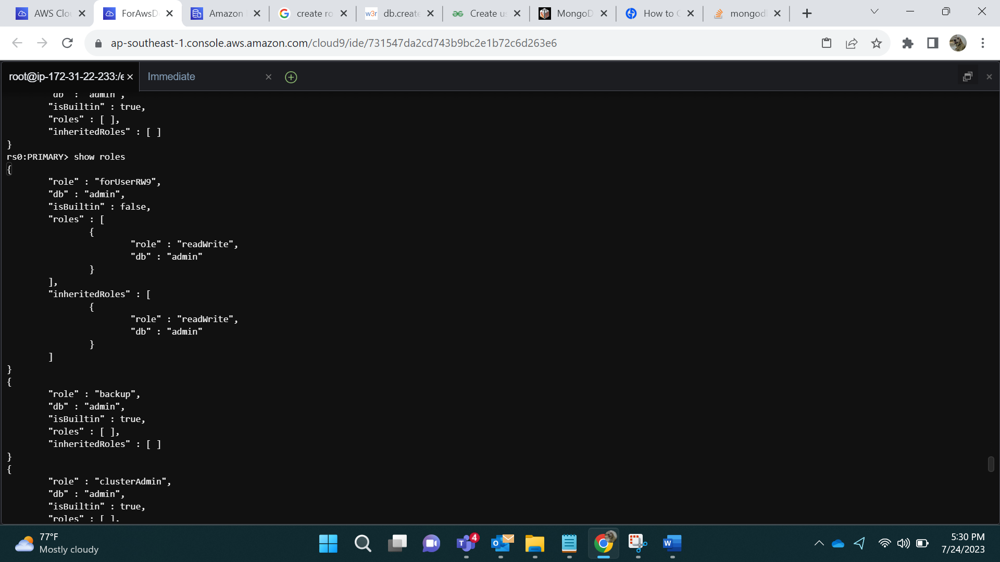 AWS Clo
ForAwsD
Amazon
create ro
w3r
db.create
Create us
MongoD
How to C
mongod
ap-southeast-1.console.aws.amazon.com/cloud9/ide/731547da2cd743b9bc2e1b72c6d263e6
root@ip-172-31-22-233:/e
Immediate
"db" : "admin",
"isBuiltin" : true,
"roles" : [ ],
"inheritedRoles" : [ ]
}
rs0:PRIMARY> show roles
{
"role" : "forUserRW9",
"db" : "admin",
"isBuiltin" : false,
"roles" : [
{
"role" : "readWrite",
"db" : "admin"
}
],
"inheritedRoles" : [
{
"role" : "readWrite",
"db" : "admin"
}
]
}
{
"role" : "backup",
"db" : "admin",
"isBuiltin" : true,
"roles" : [ ],
"inheritedRoles" : [ ]
}
{
"role" : "clusterAdmin",
"db" : "admin",
"isBuiltin" : true,
"roles" : [ ],
77°F
Mostly cloudy
4
5:30 PM
7/24/2023